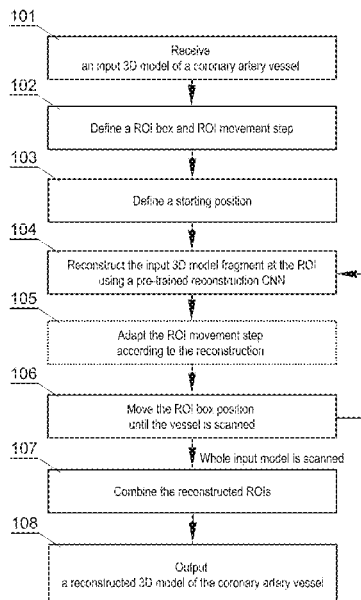 101
Receive
an input 3D model of a coronary artery vessel
102
Define a ROI box and ROI movement step
103
Define a starting position
104
Reconstruct the input 3D model fragment at the ROI
using a pre-trained reconstruction CNN
105
Adapt the ROI movement step
according to the reconstruction
106
Move the ROI box position
until the vessel is scanned
Whole input model is scanned
107
Combine the reconstructed ROIs
108
Output
a reconstructed 3D model of the coronary artery vessel